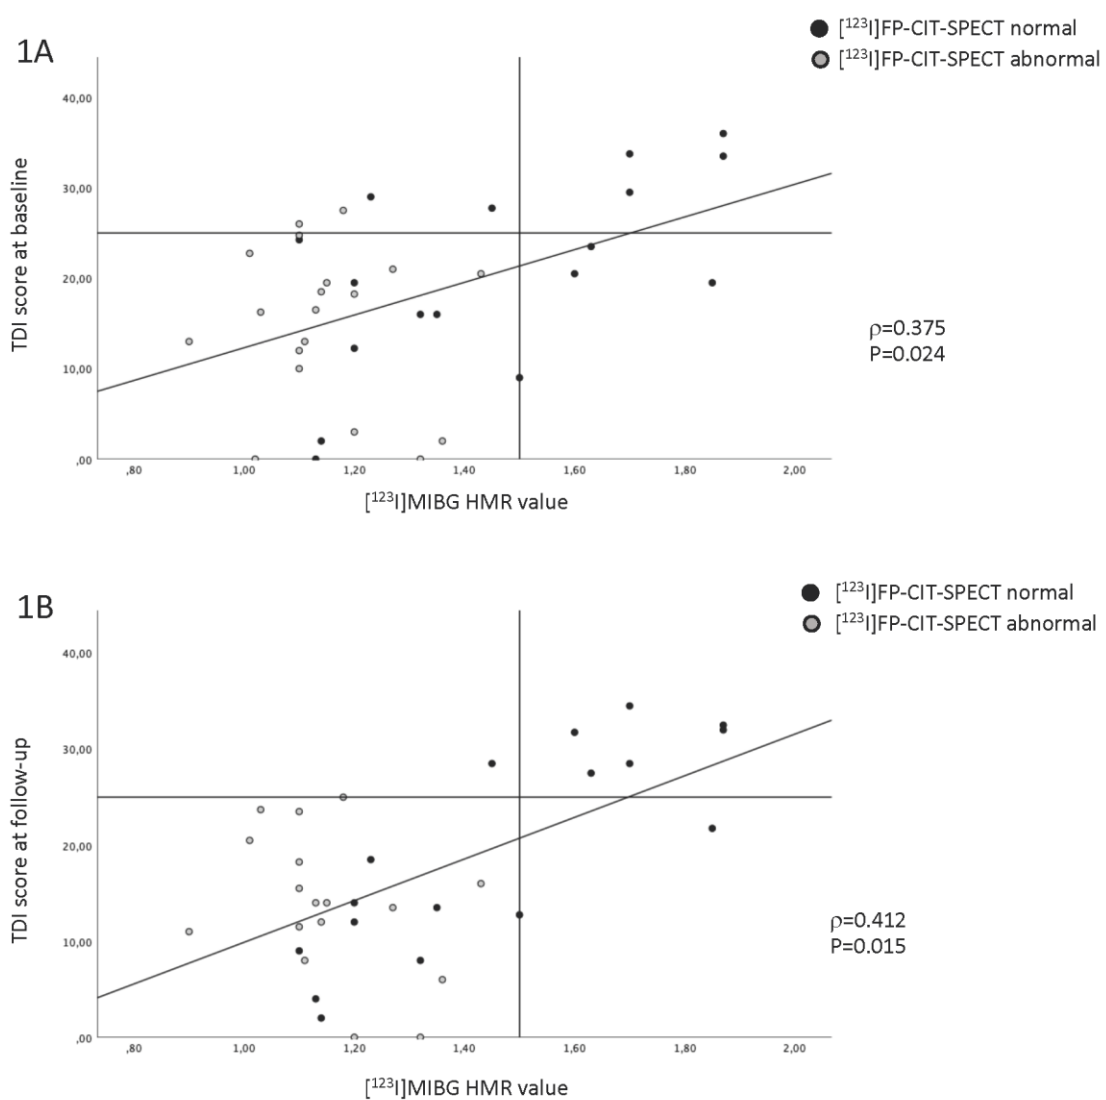 1A
[123I]FP-CIT-SPECT normal
[123I]FP-CIT-SPECT abnormal
TDI score at baseline
40,00
30,00
20,00
10,00
,00
,80
1,00
1,20
1,40
1,60
1,80
2,00
[123I]MIBG HMR value
ρ=0.375
P=0.024
1B
[123I]FP-CIT-SPECT normal
[123I]FP-CIT-SPECT abnormal
TDI score at follow-up
40,00
30,00
20,00
10,00
,00
,80
1,00
1,20
1,40
1,60
1,80
2,00
[123I]MIBG HMR value
ρ=0.412
P=0.015